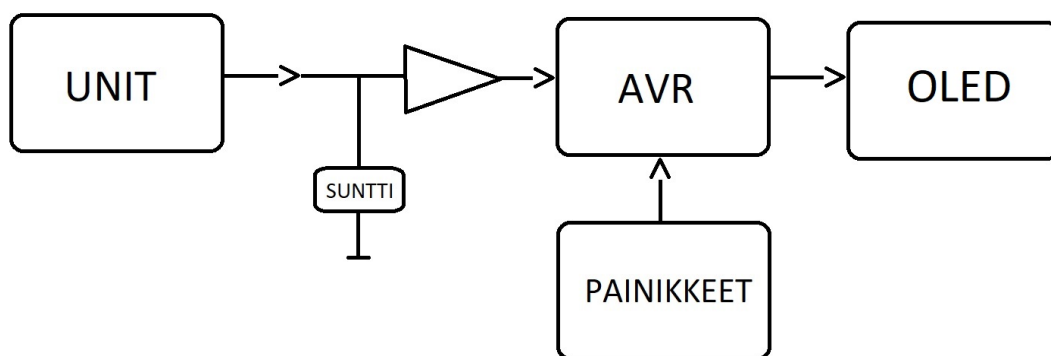 UNIT
AVR
OLED
SUNTTI
PAINIKKEET